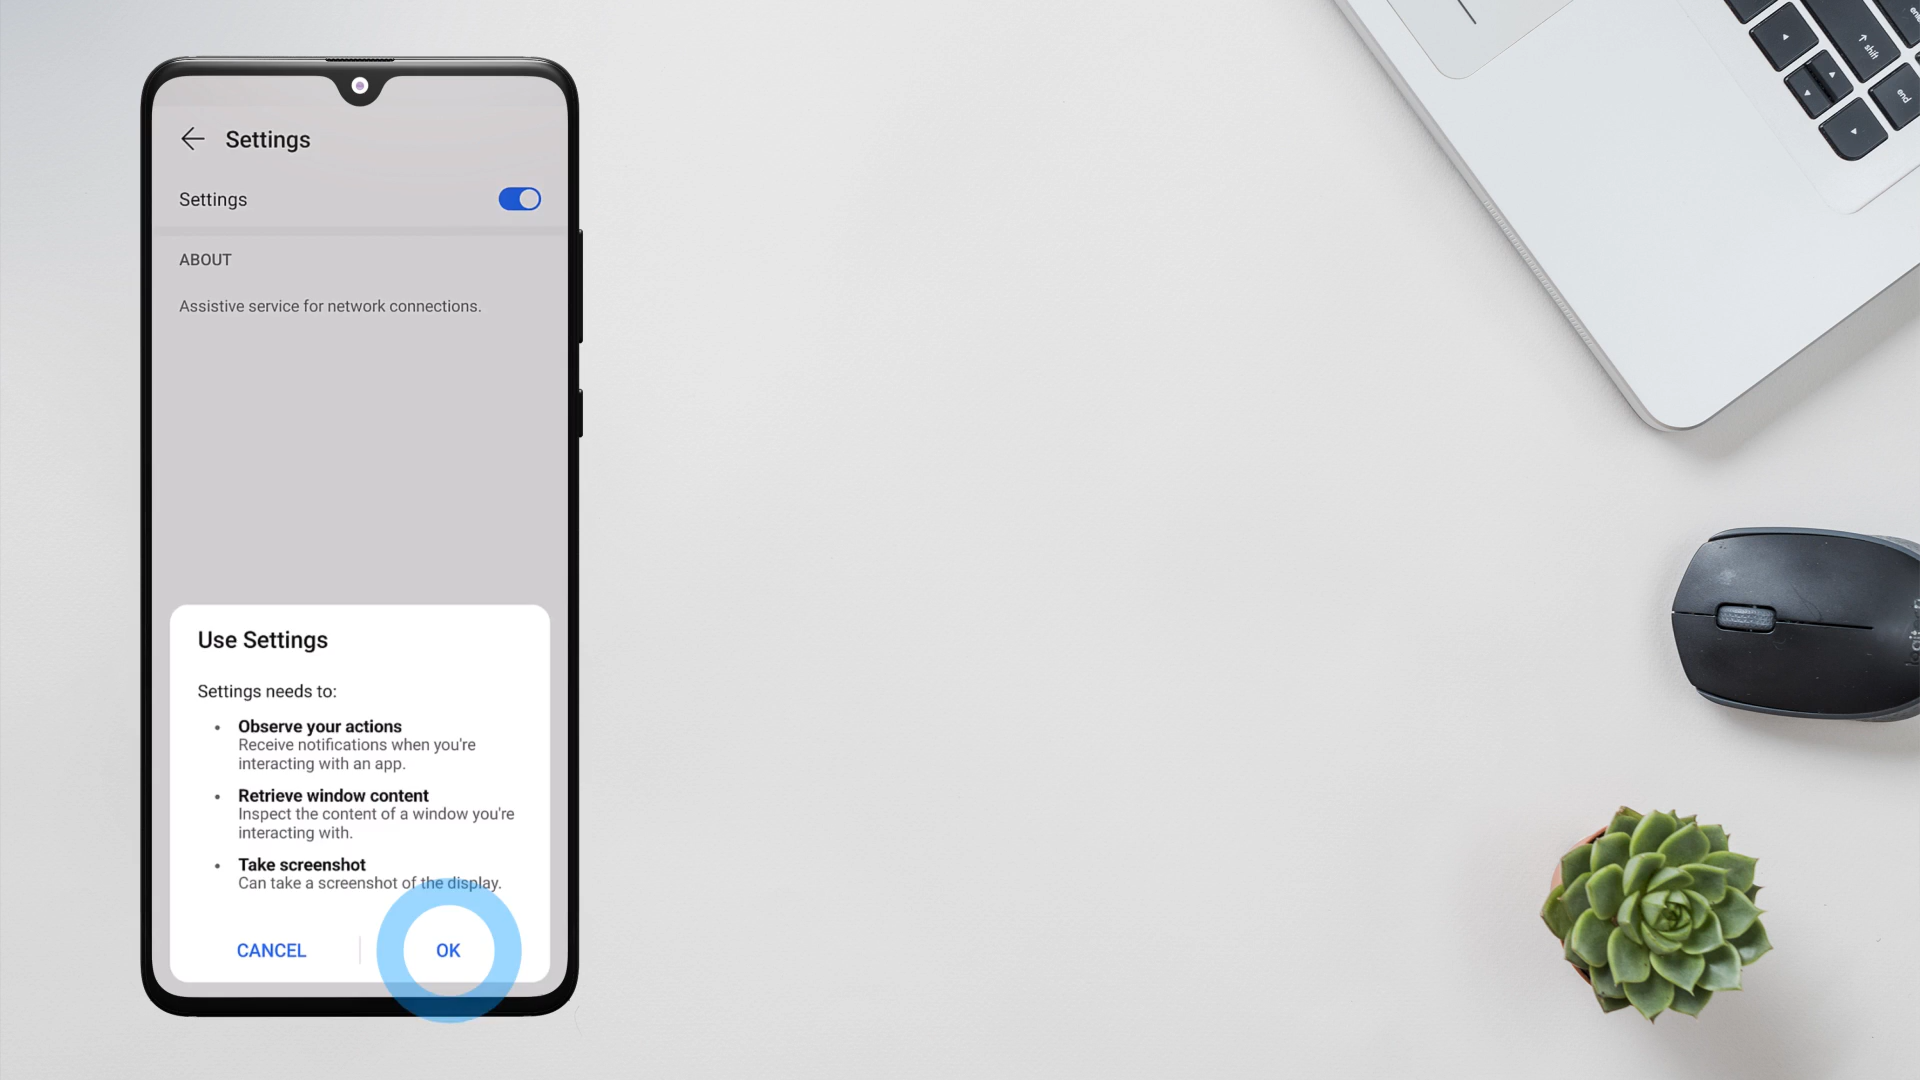 Settings
Settings
ABOUT
Assistive service for network connections.
Use Settings
Settings needs to:
• Observe your actions
Receive notifications when you're
interacting with an app.
• Retrieve window content
Inspect the content of a window you're
interacting with.
• Take screenshot
Can take a screenshot of the display.
CANCEL
OK
shift
end